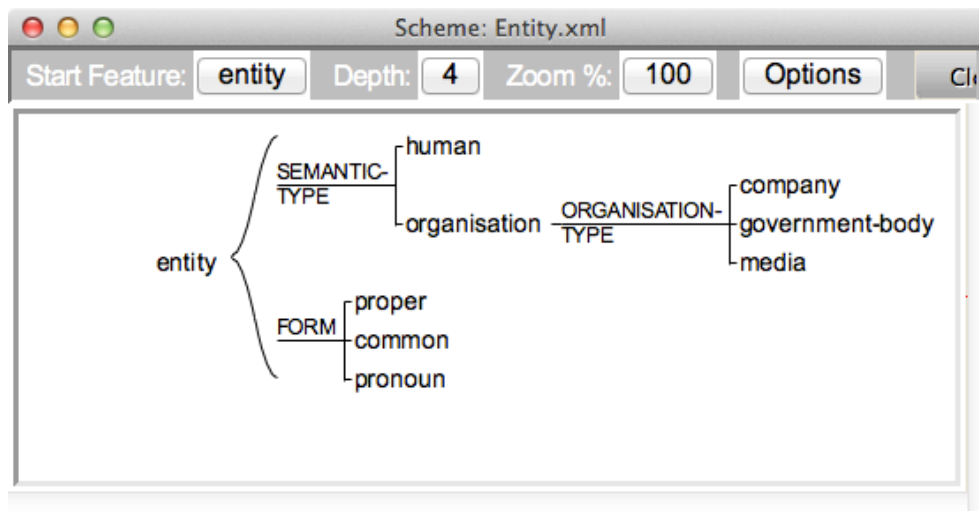 Scheme: Entity.xml
Start Feature: entity Depth: 4 Zoom %: 100 Options
human
SEMANTIC-
TYPE
company
organisation ORGANISATION-
TYPE
government-body
entity
media
proper
FORM
common
pronoun